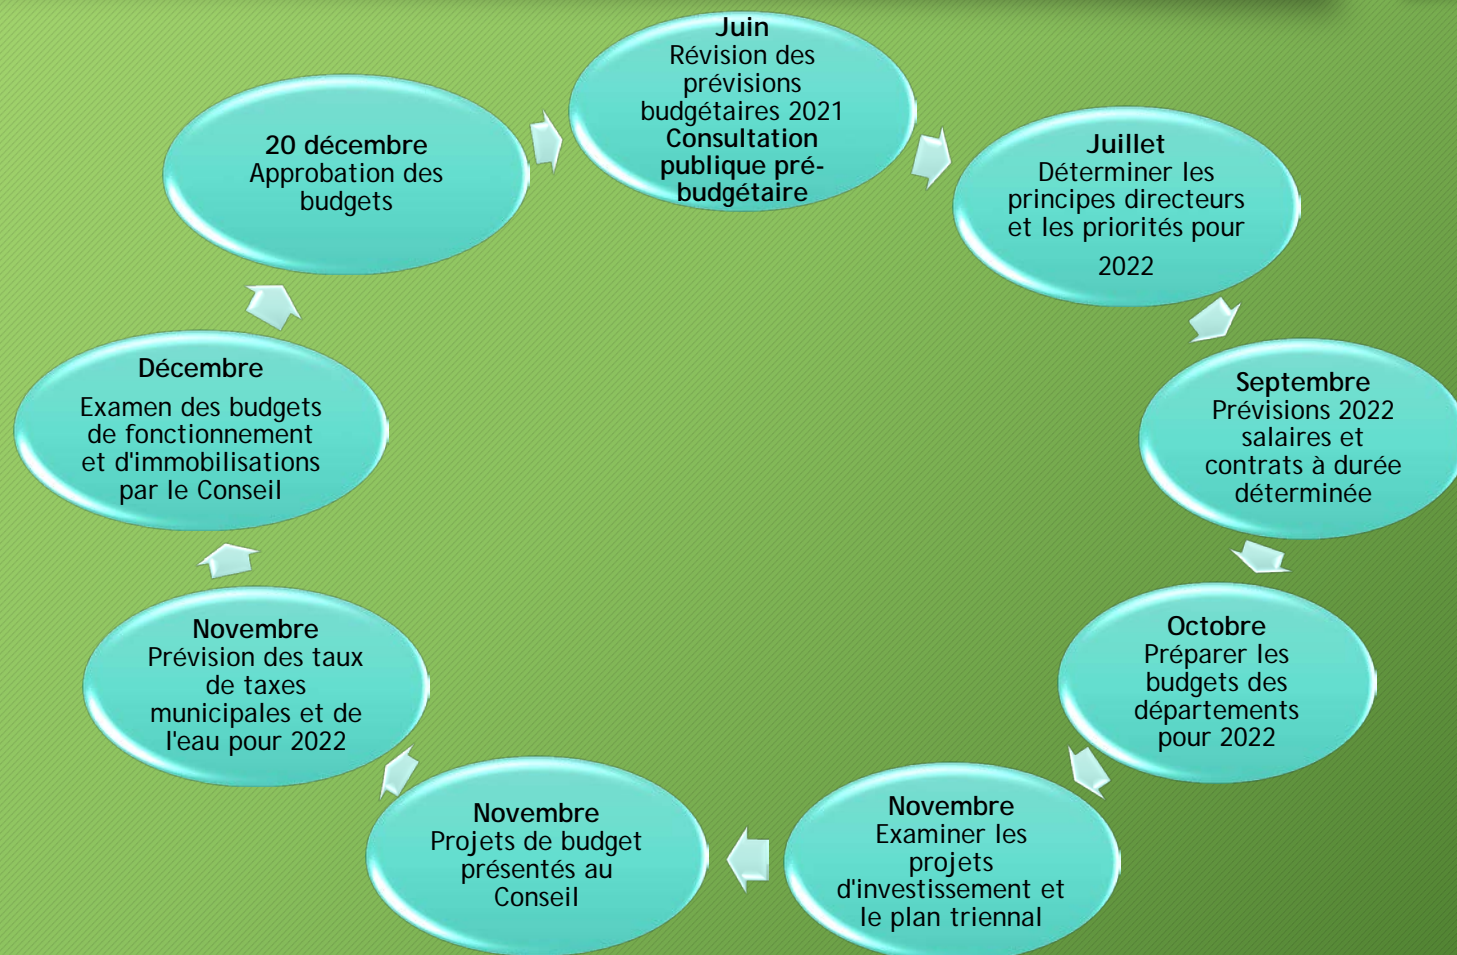 Juin
Révision des
prévisions
budgétaires 2021
Consultation
publique pré-
budgétaire
Juillet
Déterminer les
principes directeurs
et les priorités pour
2022
Septembre
Prévisions 2022
salaires et
contrats à durée
déterminée
Octobre
Préparer les
budgets des
départements
pour 2022
Novembre
Examiner les
projets
d'investissement et
le plan triennal
Novembre
Projets de budget
présentés au
Conseil
Novembre
Prévision des taux
de taxes
municipales et de
l'eau pour 2022
Décembre
Examen des budgets
de fonctionnement
et d'immobilisations
par le Conseil
20 décembre
Approbation des
budgets